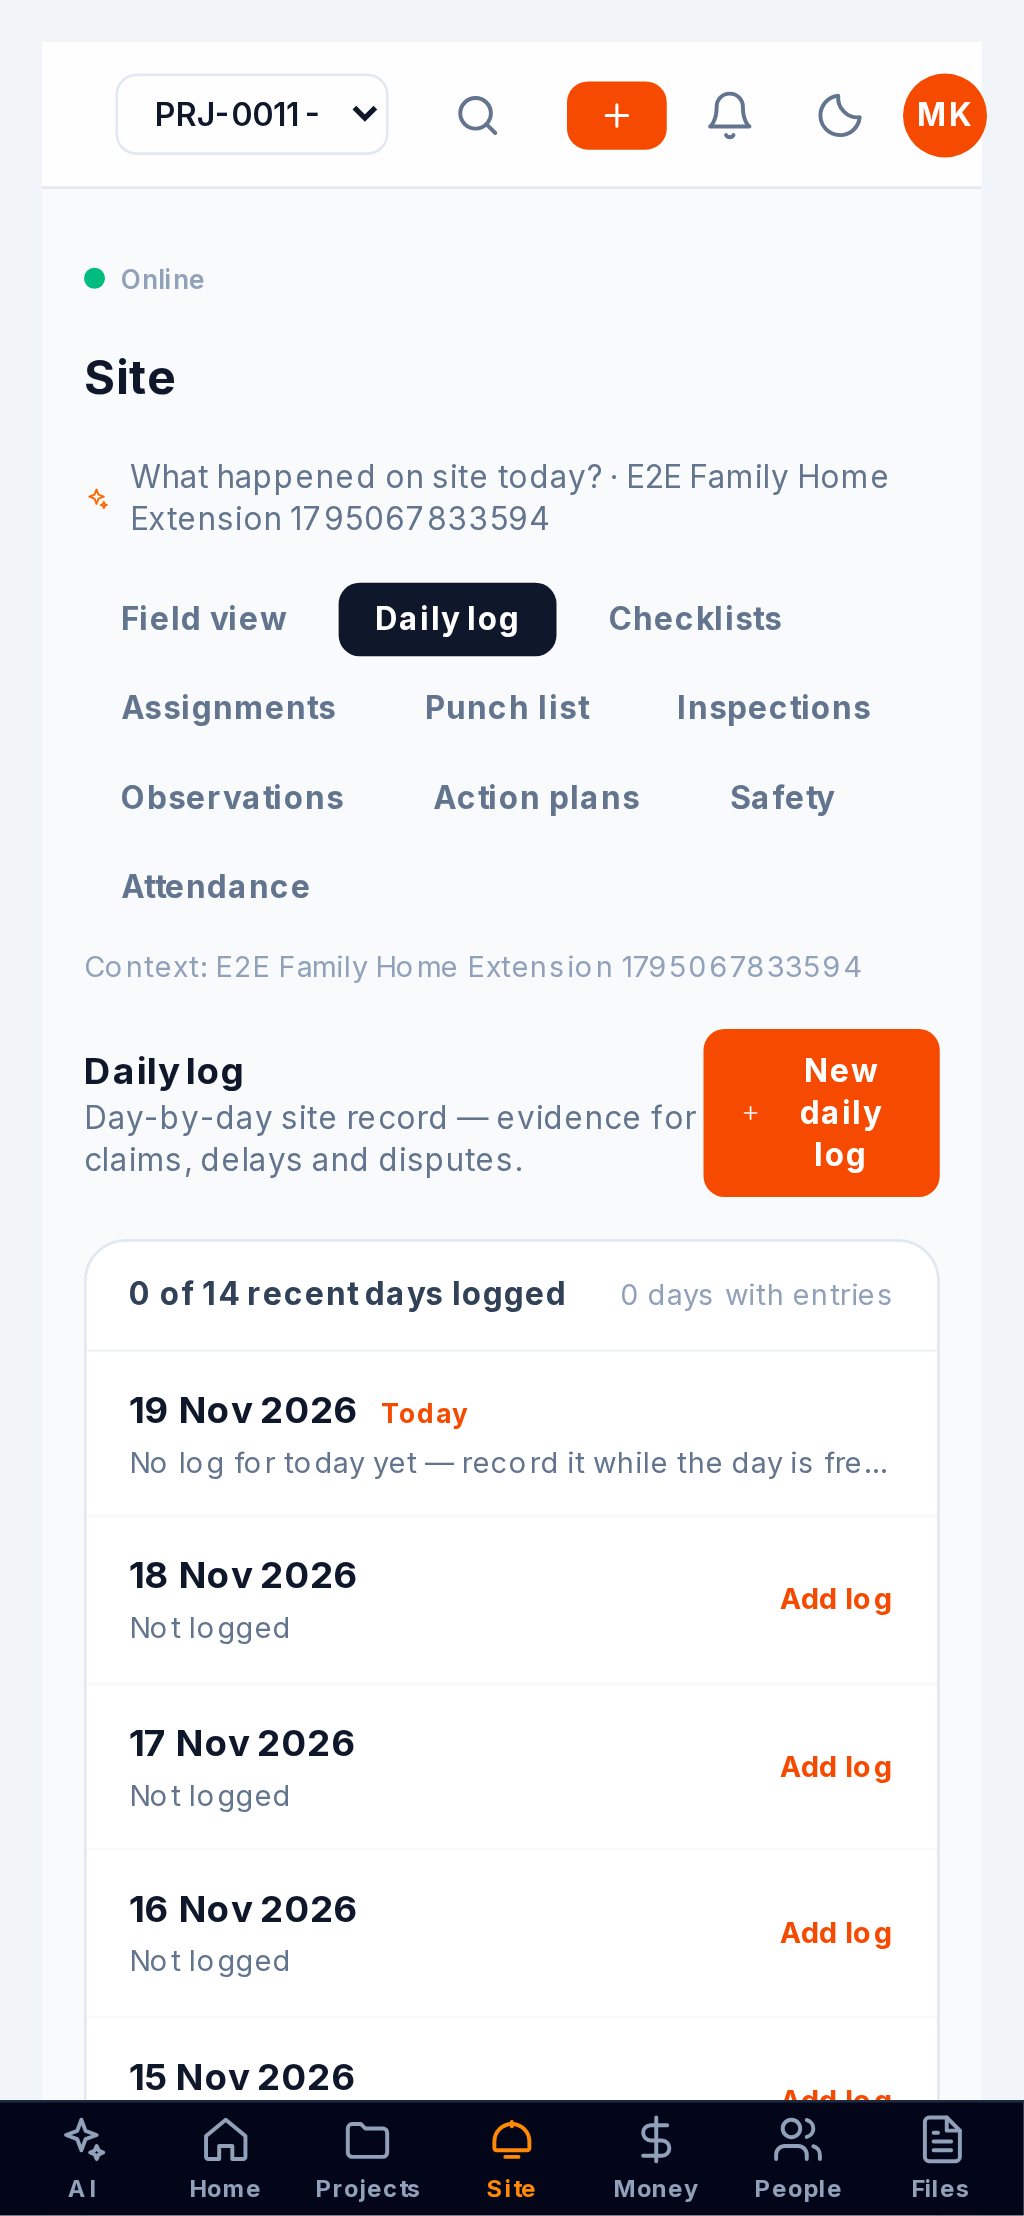 PRJ-0011 -
MK
Online
Site
What happened on site today? · E2E Family Home
Extension 1795067833594
Field view Daily log Checklists
Assignments Punch list Inspections
Observations Action plans Safety
Attendance
Context: E2E Family Home Extension 1795067833594
Daily log
Day-by-day site record — evidence for
claims, delays and disputes.
+ New
daily
log
0 of 14 recent days logged 0 days with entries
19 Nov 2026 Today
No log for today yet — record it while the day is fre...
18 Nov 2026
Not logged
Add log
17 Nov 2026
Not logged
Add log
16 Nov 2026
Not logged
Add log
15 Nov 2026
Add log
AI Home Projects Site Money People Files